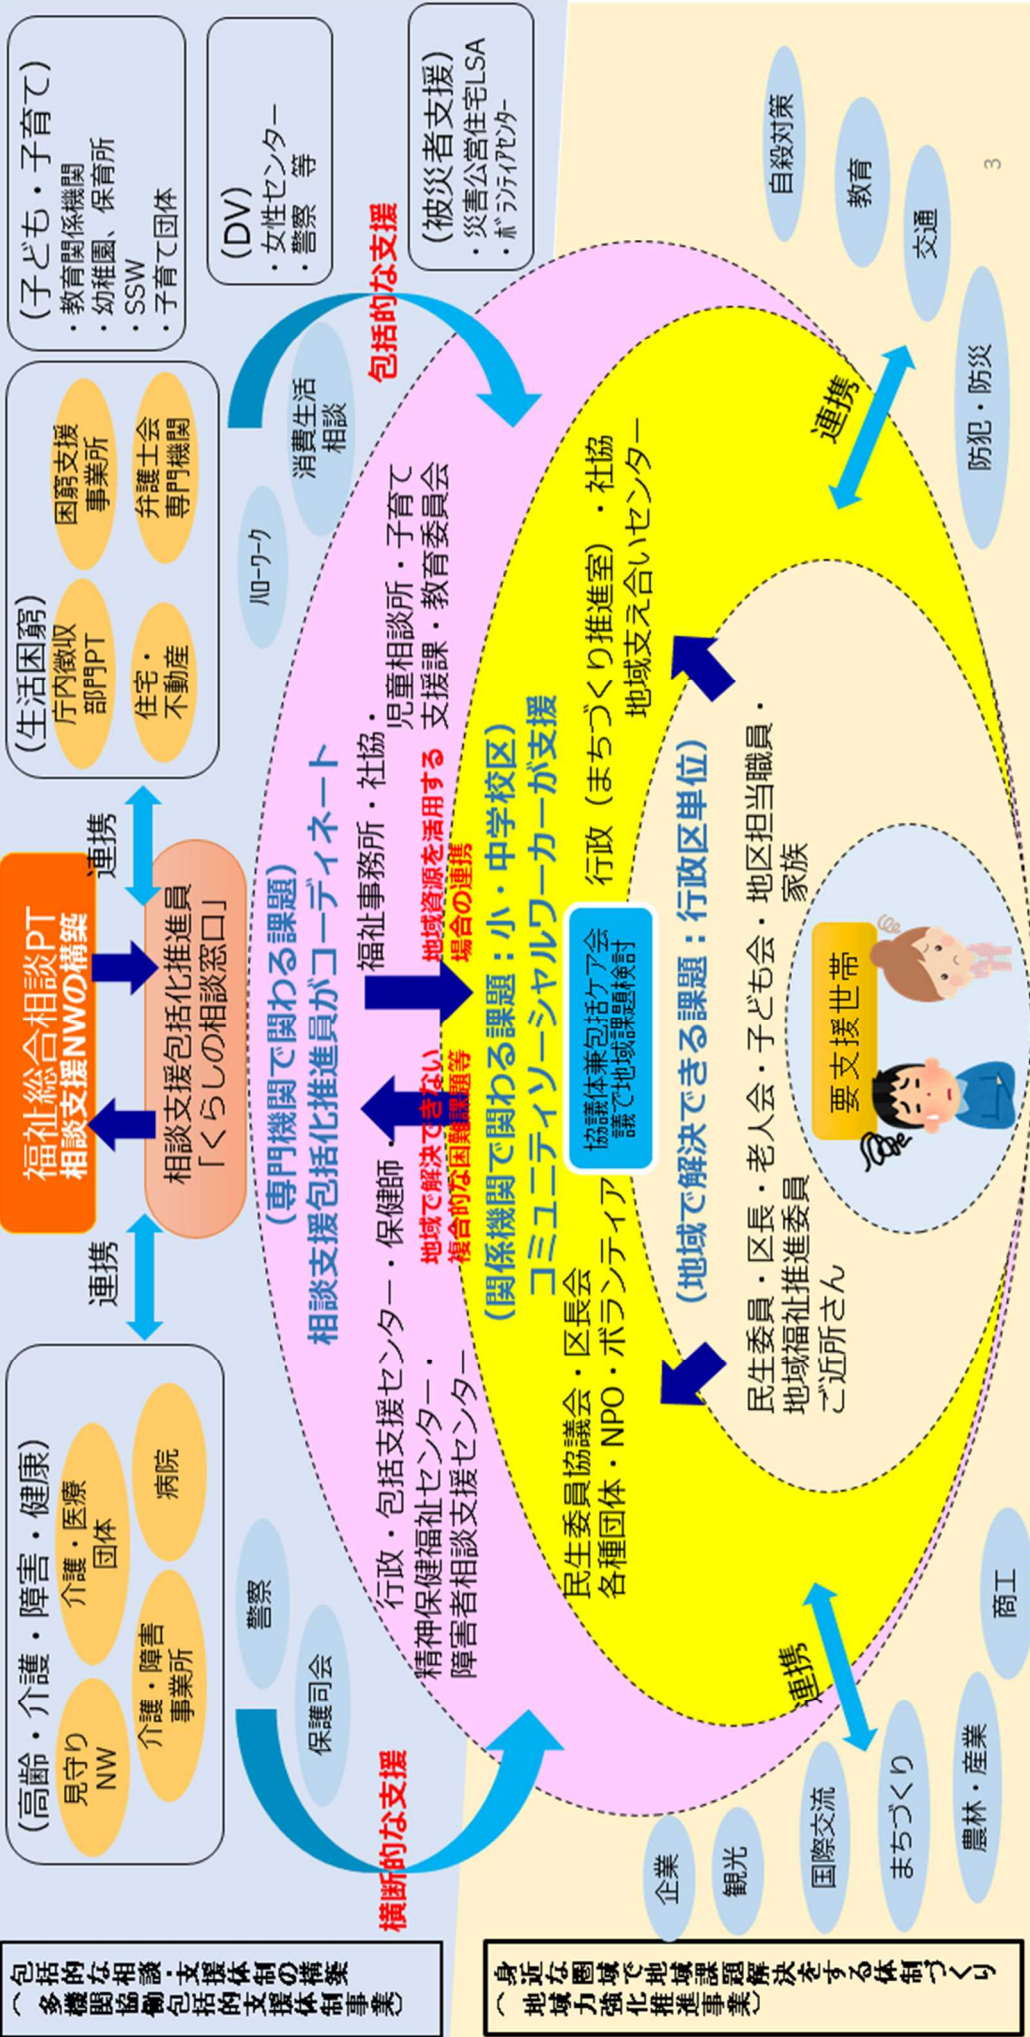 包括的な相談・支援体制の構築
(多機関協働包括的支援体制事業)
身近な圏域で地域課題解決をする体制づくり
(地域力強化推進事業)
(高齢・介護・障害・健康)
見守り
NW
介護・医療
団体
介護・障害
事業所
病院
連携
福祉総合相談PT
相談支援NWの構築
相談支援包括化推進員
「くらしの相談窓口」
連携
(生活困窮)
庁内徴収
部門PT
困窮支援
事業所
住宅・
不動産
弁護士会
専門機関
(子ども・子育て)
・教育関係機関
・幼稚園、保育所
・SSW
・子育て団体
(DV)
・女性センター
・警察 等
(被災者支援)
・災害公営住宅LSA
・ボランティアセンター
警察
保護司会
ハローワーク
消費生活
相談
横断的な支援
包括的な支援
(専門機関で関わる課題)
相談支援包括化推進員がコーディネート
行政・包括支援センター・保健師・
精神保健福祉センター・
障害者相談支援センター
福祉事務所・社協・
児童相談所・子育て
支援課・教育委員会
地域で解決できない
複合的な困難課題等
地域資源を活用する
場合の連携
(関係機関で関わる課題：小・中学校区)
コミュニティソーシャルワーカーが支援
民生委員協議会・区長会
各種団体・NPO・ボランティア
協議体兼包括ケア会
議で地域課題検討
行政(まちづくり推進室)・社協
地域支え合いセンター
(地域で解決できる課題：行政区単位)
民生委員・区長・老人会・子ども会・地区担当職員・
地域福祉推進委員
家族
ご近所さん
要支援世帯
連携
連携
企業
観光
国際交流
まちづくり
農林・産業
商工
自殺対策
教育
交通
防犯・防災
3